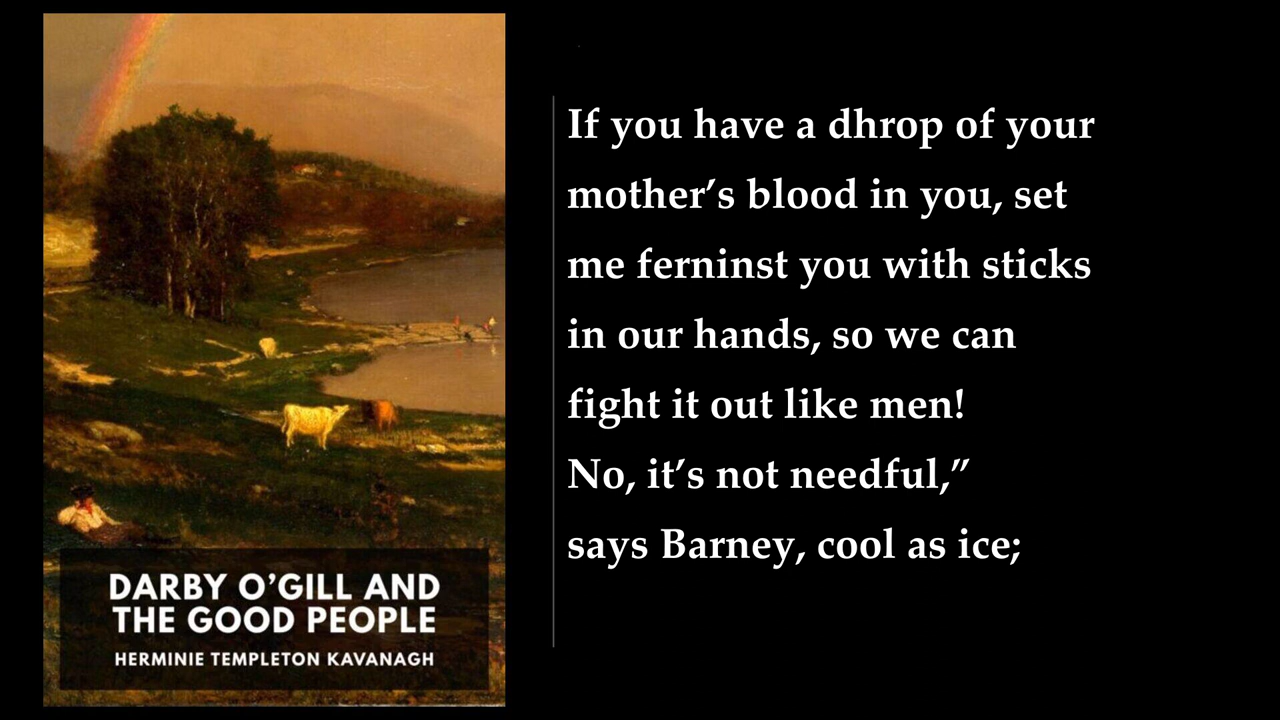 If you have a dhrop of your
mother’s blood in you, set
me ferninst you with sticks
in our hands, so we can
fight it out like men!
No, it’s not needful,”
says Barney, cool as ice;
DARBY O’GILL AND
THE GOOD PEOPLE
HERMINIE TEMPLETON KAVANAGH